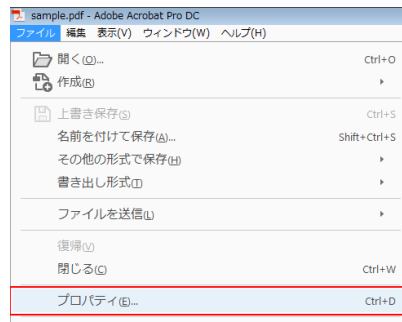 sample.pdf - Adobe Acrobat Pro DC
ファイル 編集 表示(V) ウィンドウ(W) ヘルプ(H)
開く(O)... Ctrl+O
作成(R)
上書き保存(S) Ctrl+S
名前を付けて保存(A)... Shift+Ctrl+S
その他の形式で保存(H)
書き出し形式(T)
ファイルを送信(L)
復帰(V)
閉じる(C) Ctrl+W
プロパティ(E)... Ctrl+D